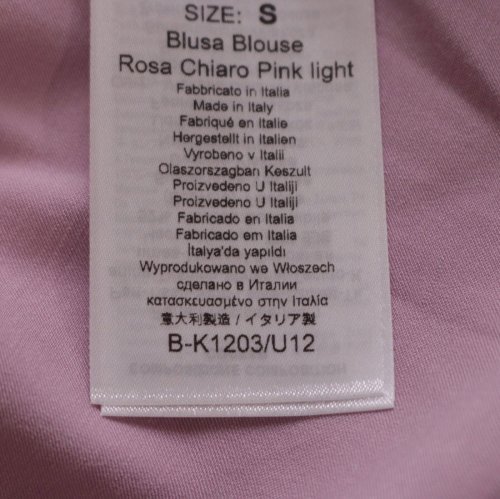 SIZE: S
Blusa Blouse
Rosa Chiaro Pink light
Fabbricato in Italia
Made in Italy
Fabriqué en Italie
Hergestellt in Italien
Vyrobeno v Italii
Olaszorszagban Keszult
Proizvedeno U Italiji
Proizvedeno U Italiji
Fabricado en Italia
Fabricado em Italia
İtalya'da yapıldı
Wyprodukowano we Włoszech
сделано в Италии
κατασκευασμένο στην Ιταλία
意大利製造 / イタリア製
B-K1203/U12